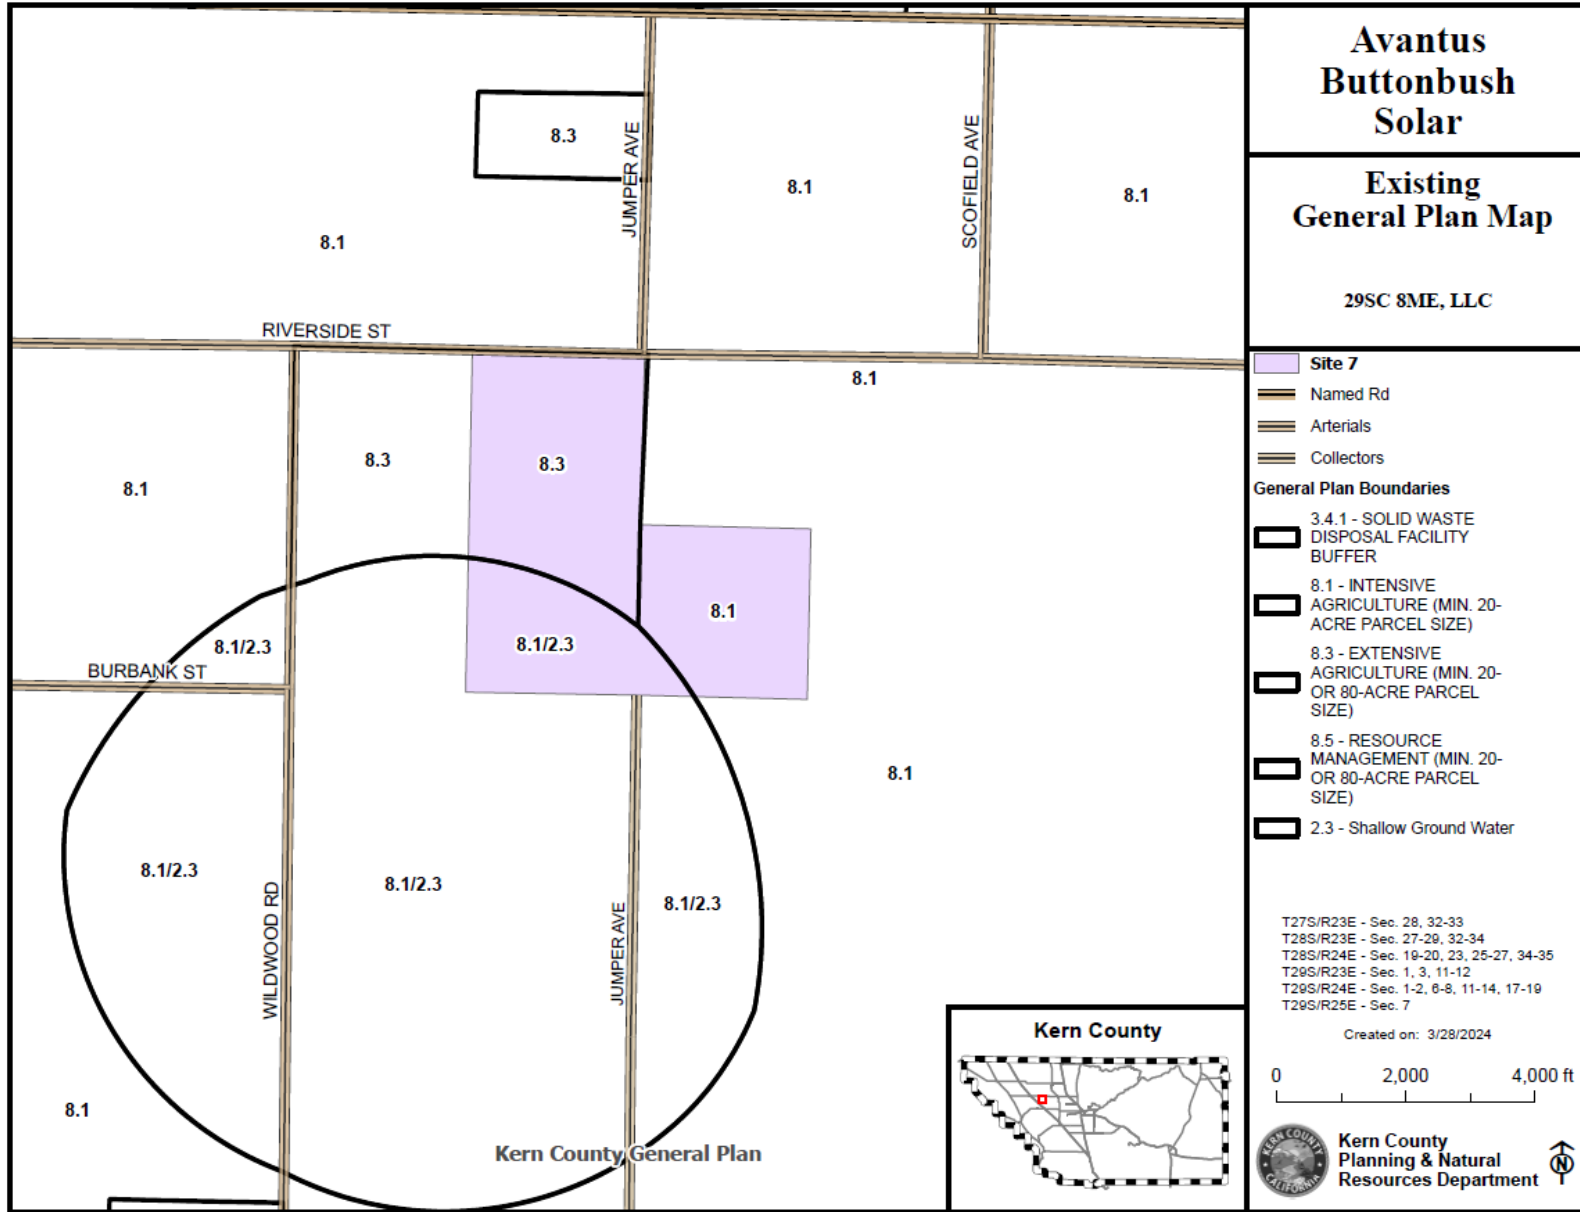 Avantus
Buttonbush
Solar
Existing
General Plan Map
29SC 8ME, LLC
Site 7
Named Rd
Arterials
Collectors
General Plan Boundaries
3.4.1 - SOLID WASTE
DISPOSAL FACILITY
BUFFER
8.1 - INTENSIVE
AGRICULTURE (MIN. 20-
ACRE PARCEL SIZE)
8.3 - EXTENSIVE
AGRICULTURE (MIN. 20-
OR 80-ACRE PARCEL
SIZE)
8.5 - RESOURCE
MANAGEMENT (MIN. 20-
OR 80-ACRE PARCEL
SIZE)
2.3 - Shallow Ground Water
T27S/R23E - Sec. 28, 32-33
T28S/R23E - Sec. 27-29, 32-34
T28S/R24E - Sec. 19-20, 23, 25-27, 34-35
T29S/R23E - Sec. 1, 3, 11-12
T29S/R24E - Sec. 1-2, 6-8, 11-14, 17-19
T29S/R25E - Sec. 7
Created on: 3/28/2024
0 2,000 4,000 ft
KERN COUNTY
CALIFORNIA
Kern County
Planning & Natural
Resources Department
N
8.3
JUMPER AVE
8.1
SCOFIELD AVE
8.1
8.1
RIVERSIDE ST
8.1
8.3
8.3
8.1
8.1
8.1/2.3
8.1/2.3
BURBANK ST
8.1
8.1/2.3
8.1/2.3
8.1/2.3
WILDWOOD RD
JUMPER AVE
8.1
Kern County General Plan
Kern County